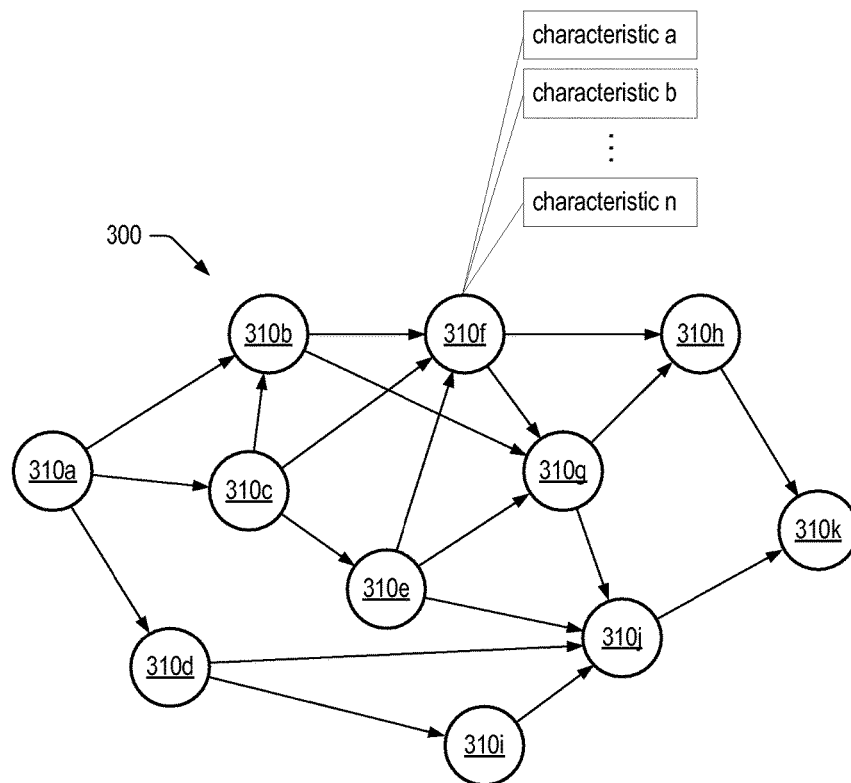 characteristic a
characteristic b
⋮
characteristic n
300
310b
310f
310h
310a
310c
310g
310k
310e
310j
310d
310i